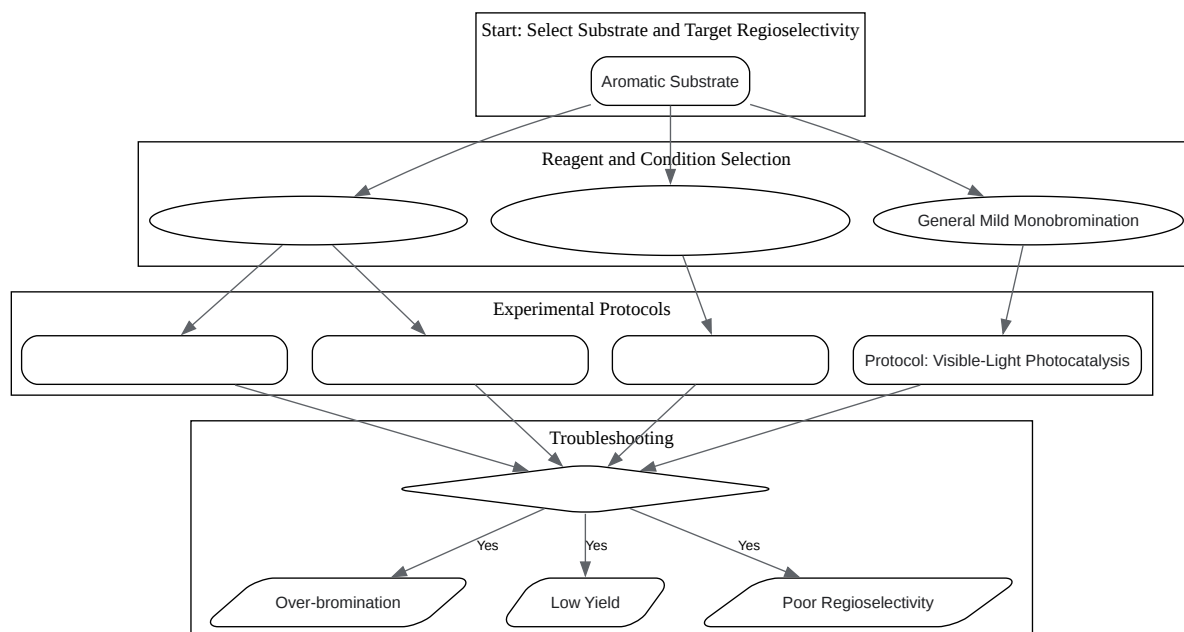 Start: Select Substrate and Target Regioselectivity
Aromatic Substrate
Reagent and Condition Selection
General Mild Monobromination
Experimental Protocols
Protocol: Visible-Light Photocatalysis
Troubleshooting
Yes
Yes
Yes
Over-bromination
Low Yield
Poor Regioselectivity